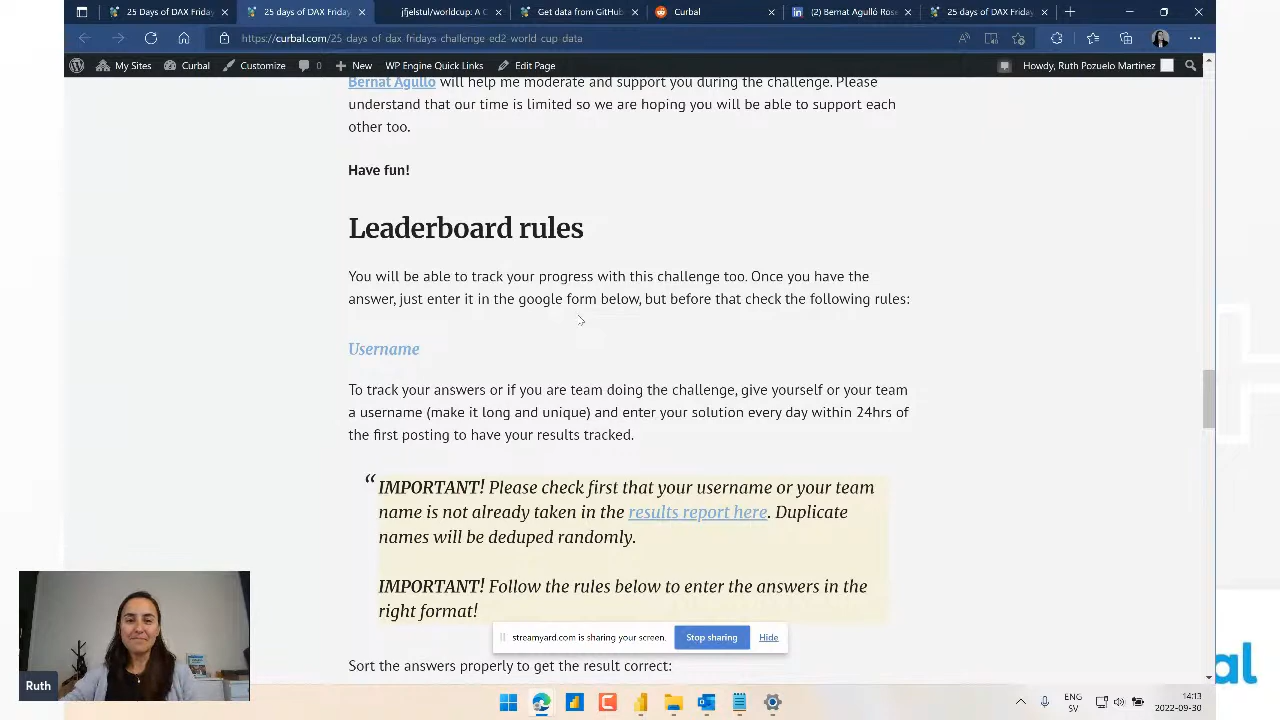 25 Days of DAX Friday
25 days of DAX Friday
jfjelstul/worldcup: A C
Get data from GitHub
Curbal
(2) Bernat Agulló Rose
25 days of DAX Friday
https://curbal.com/25-days-of-dax-fridays-challenge-ed2-world-cup-data
My Sites
Curbal
Customize
0
New
WP Engine Quick Links
Edit Page
Howdy, Ruth Pozuelo Martinez
Bernat Agullo will help me moderate and support you during the challenge. Please
understand that our time is limited so we are hoping you will be able to support each
other too.
Have fun!
Leaderboard rules
You will be able to track your progress with this challenge too. Once you have the
answer, just enter it in the google form below, but before that check the following rules:
Username
To track your answers or if you are team doing the challenge, give yourself or your team
a username (make it long and unique) and enter your solution every day within 24hrs of
the first posting to have your results tracked.
“ IMPORTANT! Please check first that your username or your team
name is not already taken in the results report here. Duplicate
names will be deduped randomly.
IMPORTANT! Follow the rules below to enter the answers in the
right format!
streamyard.com is sharing your screen.
Stop sharing
Hide
Sort the answers properly to get the result correct:
Ruth
al
ENG
SV
14:13
2022-09-30